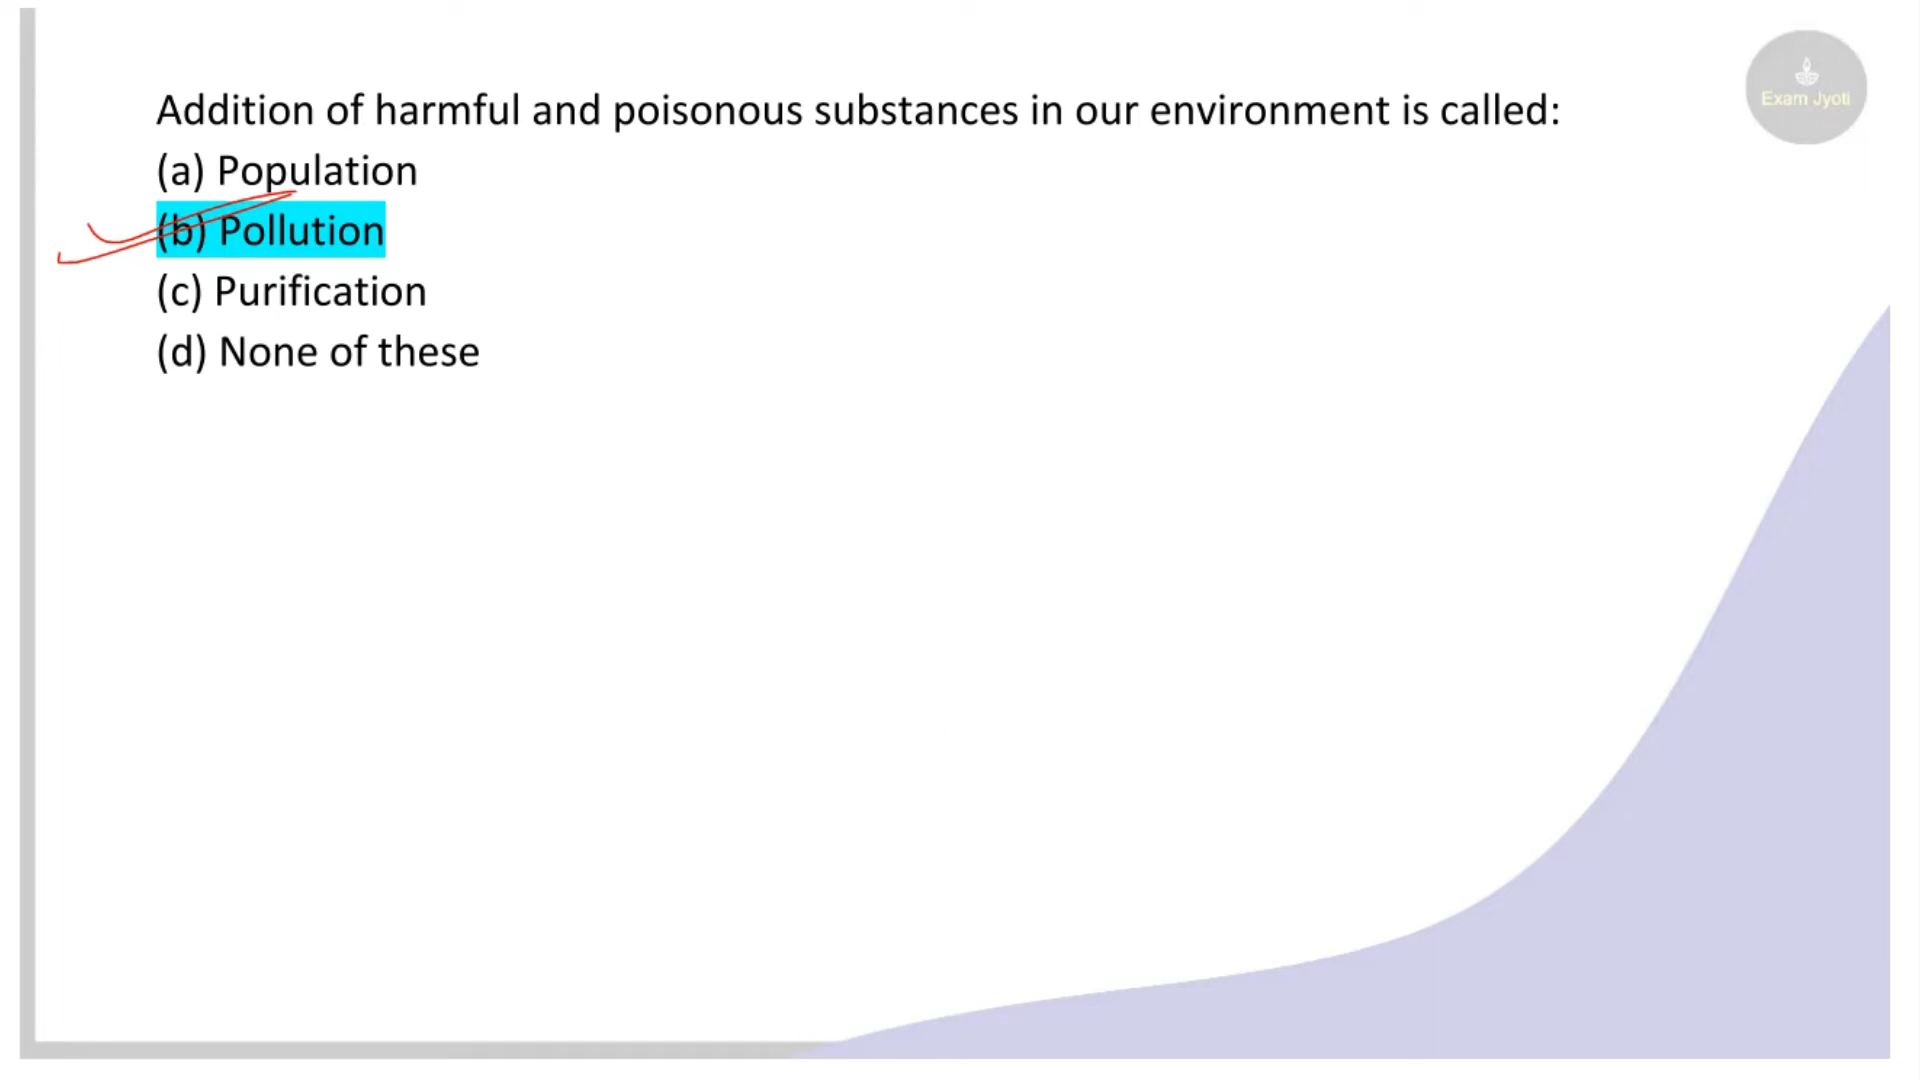 Exam Jyoti
Addition of harmful and poisonous substances in our environment is called:
(a) Population
(b) Pollution
(c) Purification
(d) None of these